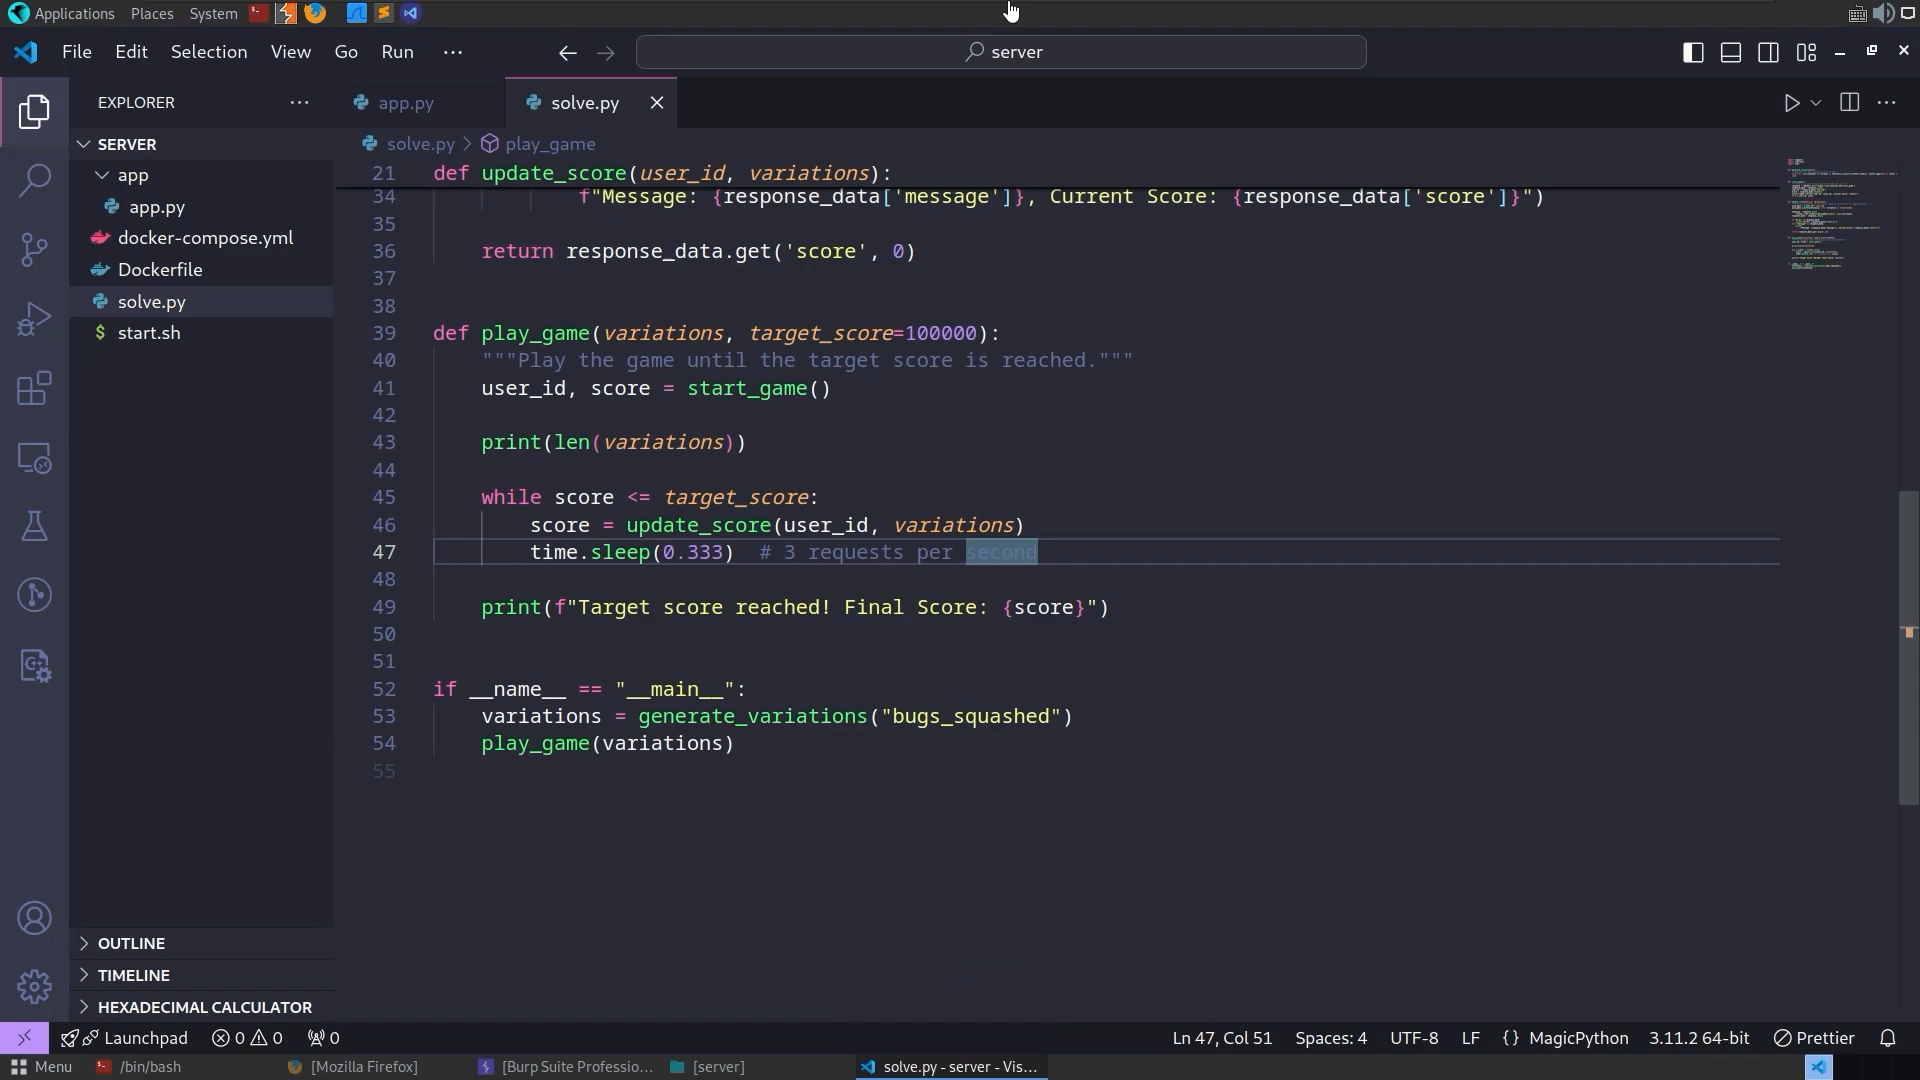 Applications Places System
File Edit Selection View Go Run ···
server
EXPLORER ···
app.py
solve.py
SERVER
app
app.py
docker-compose.yml
Dockerfile
solve.py
$ start.sh
solve.py > play_game
21 def update_score(user_id, variations):
34 f"Message: {response_data['message']}, Current Score: {response_data['score']}")
35
36 return response_data.get('score', 0)
37
38
39 def play_game(variations, target_score=100000):
40 """Play the game until the target score is reached."""
41 user_id, score = start_game()
42
43 print(len(variations))
44
45 while score <= target_score:
46 score = update_score(user_id, variations)
47 time.sleep(0.333) # 3 requests per second
48
49 print(f"Target score reached! Final Score: {score}")
50
51
52 if __name__ == "__main__":
53 variations = generate_variations("bugs_squashed")
54 play_game(variations)
55
OUTLINE
TIMELINE
HEXADECIMAL CALCULATOR
Launchpad 0 0 0 Ln 47, Col 51 Spaces: 4 UTF-8 LF {} MagicPython 3.11.2 64-bit Prettier
Menu /bin/bash [Mozilla Firefox] [Burp Suite Professio... [server] solve.py - server - Vis...